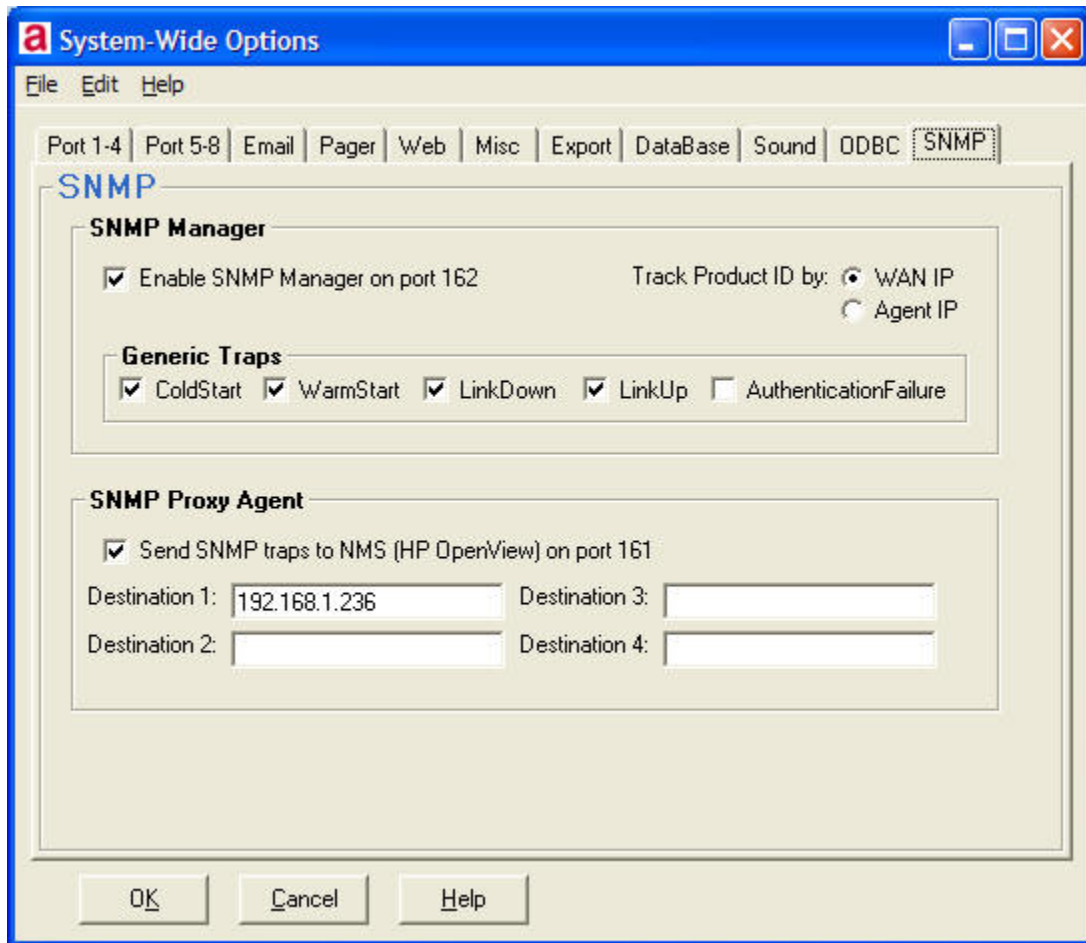 a System-Wide Options
File Edit Help
Port 1-4 Port 5-8 Email Pager Web Misc Export DataBase Sound ODBC SNMP
SNMP
SNMP Manager
Enable SNMP Manager on port 162 Track Product ID by: WAN IP
Agent IP
Generic Traps
ColdStart WarmStart LinkDown LinkUp AuthenticationFailure
SNMP Proxy Agent
Send SNMP traps to NMS (HP OpenView) on port 161
Destination 1: 192.168.1.236 Destination 3:
Destination 2: Destination 4:
OK Cancel Help